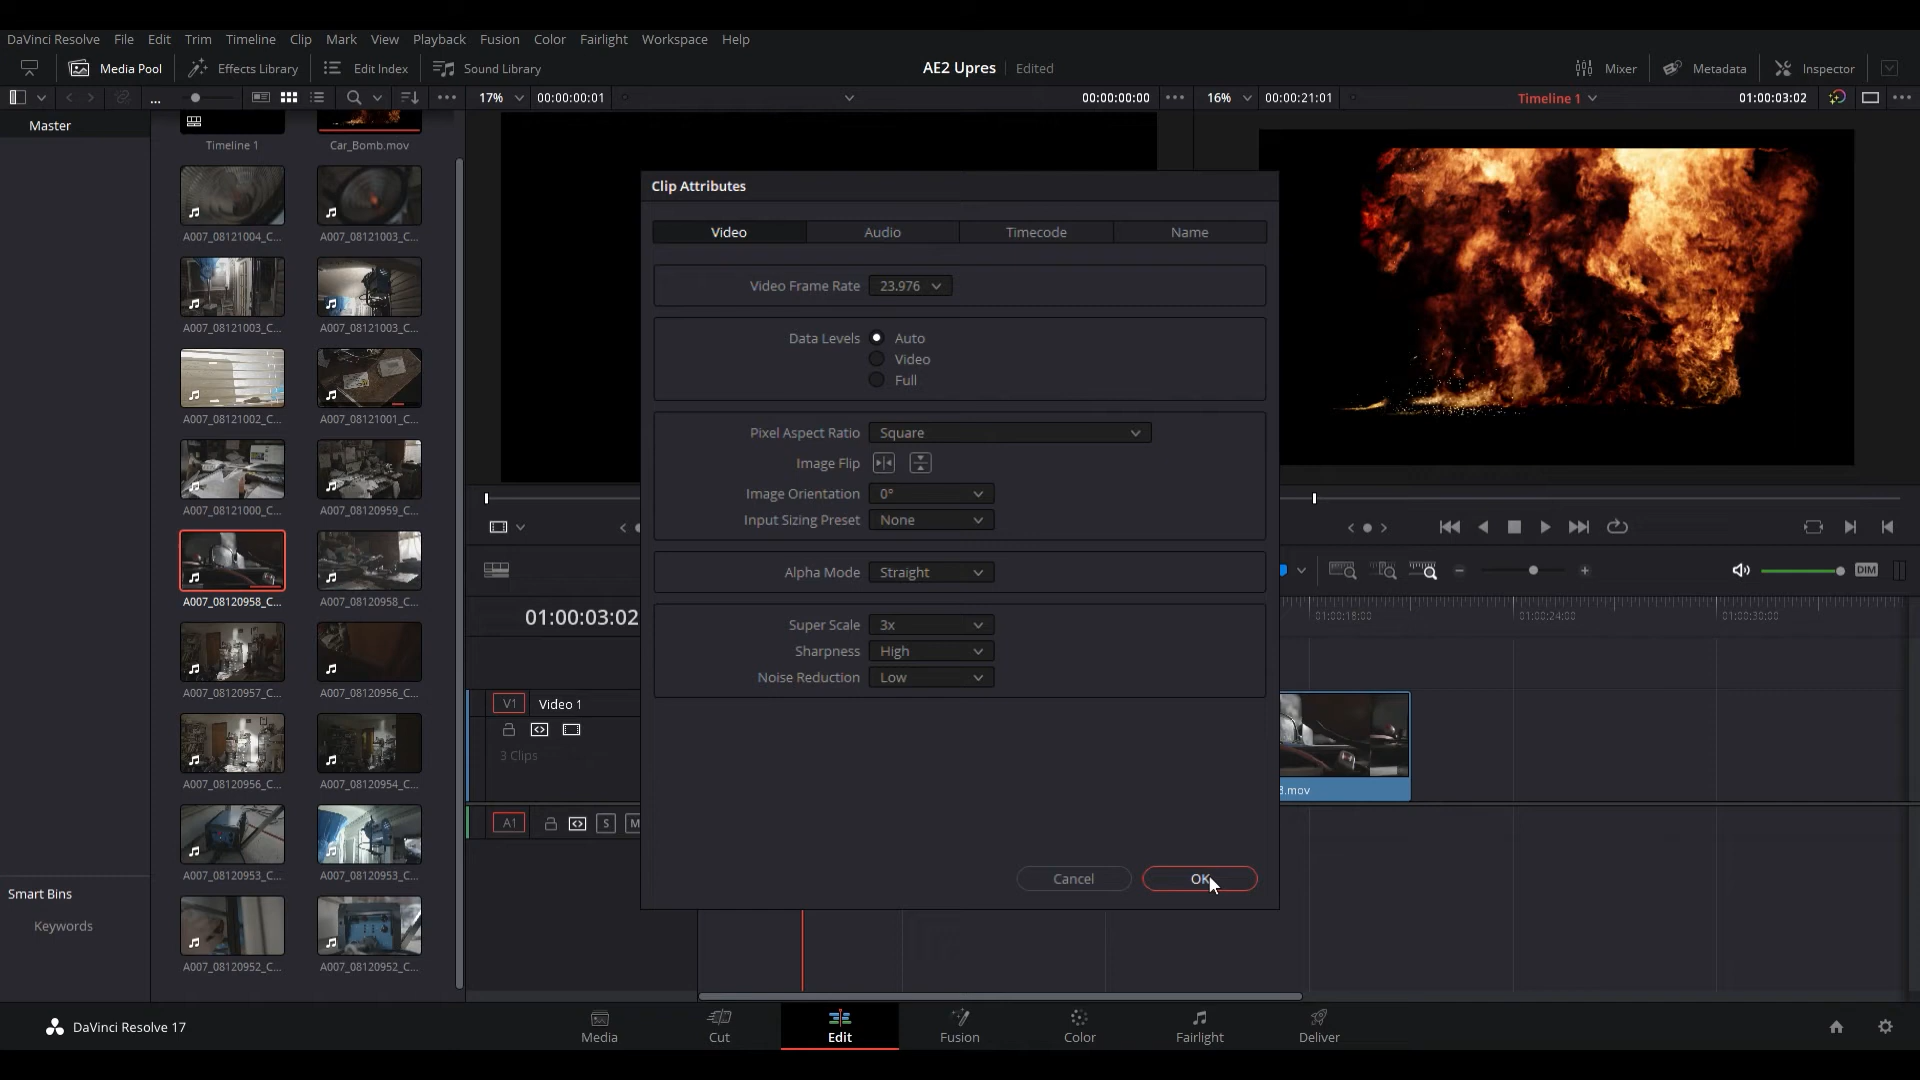 DaVinci Resolve File Edit Trim Timeline Clip Mark View Playback Fusion Color Fairlight Workspace Help
Media Pool Effects Library Edit Index Sound Library AE2 Upres Edited Mixer Metadata Inspector
... 17% 00:00:00:01 00:00:00:00 16% 00:00:21:01 Timeline 1 01:00:03:02
Master
Timeline 1 Car_Bomb.mov
A007_08121004_C... A007_08121003_C...
A007_08121003_C... A007_08121003_C...
A007_08121002_C... A007_08121001_C...
A007_08121000_C... A007_08120959_C...
A007_08120958_C... A007_08120958_C...
A007_08120957_C... A007_08120956_C...
A007_08120956_C... A007_08120954_C...
A007_08120953_C... A007_08120953_C...
A007_08120952_C... A007_08120952_C...
Smart Bins
Keywords
Clip Attributes
Video Audio Timecode Name
Video Frame Rate 23.976
Data Levels Auto
Video
Full
Pixel Aspect Ratio Square
Image Flip
Image Orientation 0°
Input Sizing Preset None
Alpha Mode Straight
Super Scale 3x
Sharpness High
Noise Reduction Low
Cancel OK
DIM
01:00:03:02
01:00:18:00 01:00:24:00 01:00:30:00
V1 Video 1
3 Clips
3.mov
A1 S M
DaVinci Resolve 17
Media Cut Edit Fusion Color Fairlight Deliver